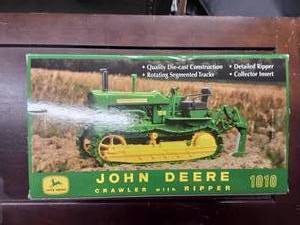 • Quality Die-cast Construction • Detailed Ripper
• Rotating Segmented Tracks • Collector Insert
JOHN DEERE
CRAWLER with RIPPER 1010
JOHN DEERE